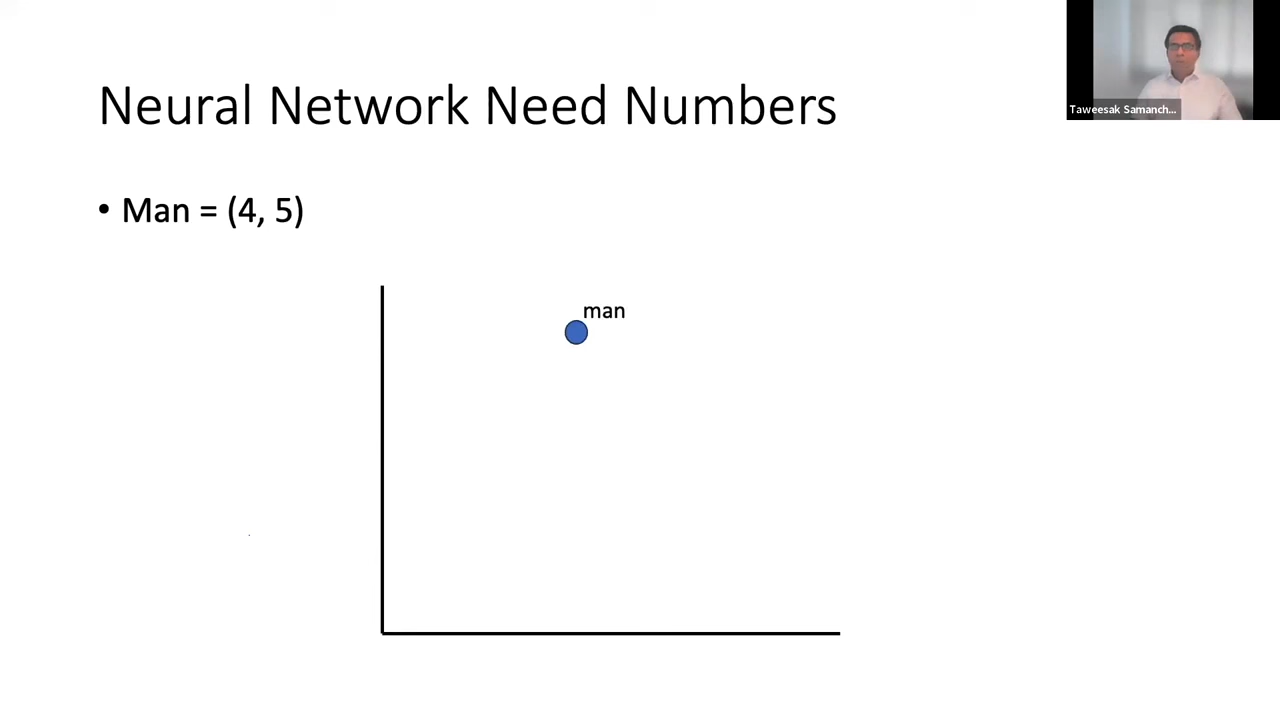 Taweesak Samanch...
Neural Network Need Numbers
• Man = (4, 5)
man